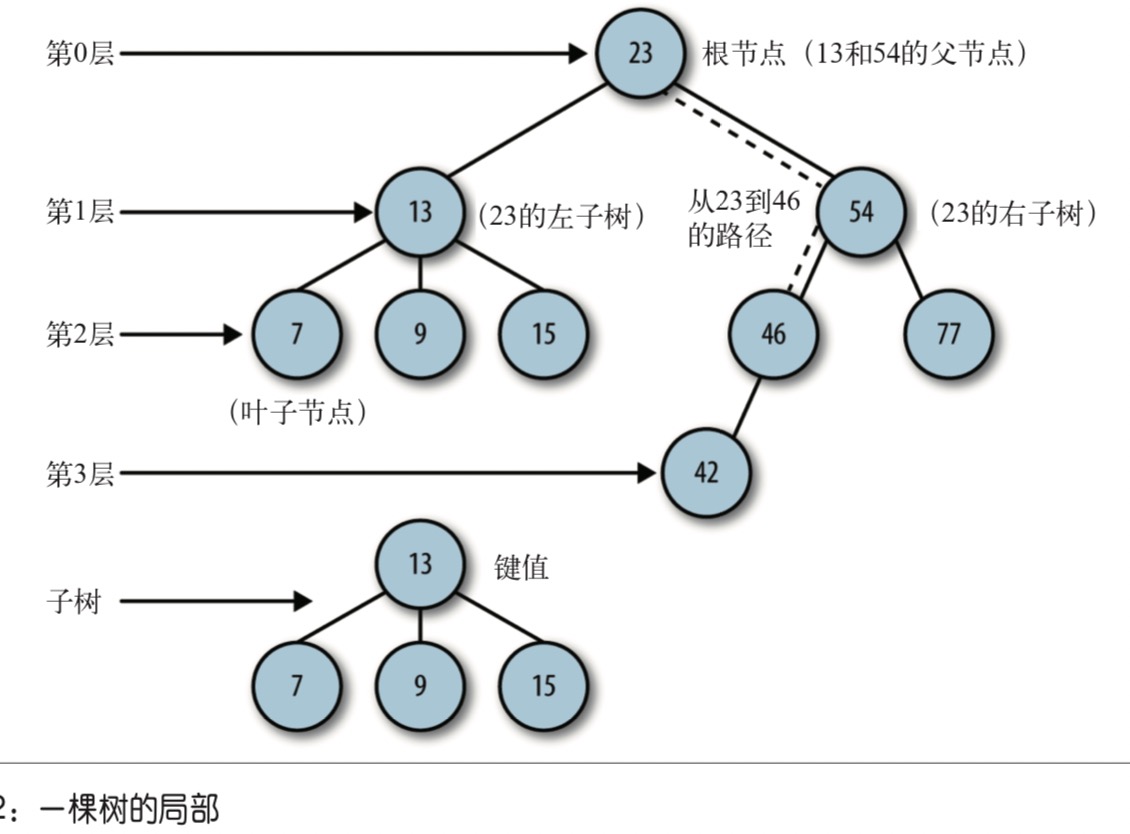 第0层 23 根节点（13和54的父节点）
第1层 13 （23的左子树） 从23到46 54 （23的右子树）
的路径
第2层 7 9 15 46 77
（叶子节点）
第3层 42
13 键值
子树
7 9 15
2：一棵树的局部